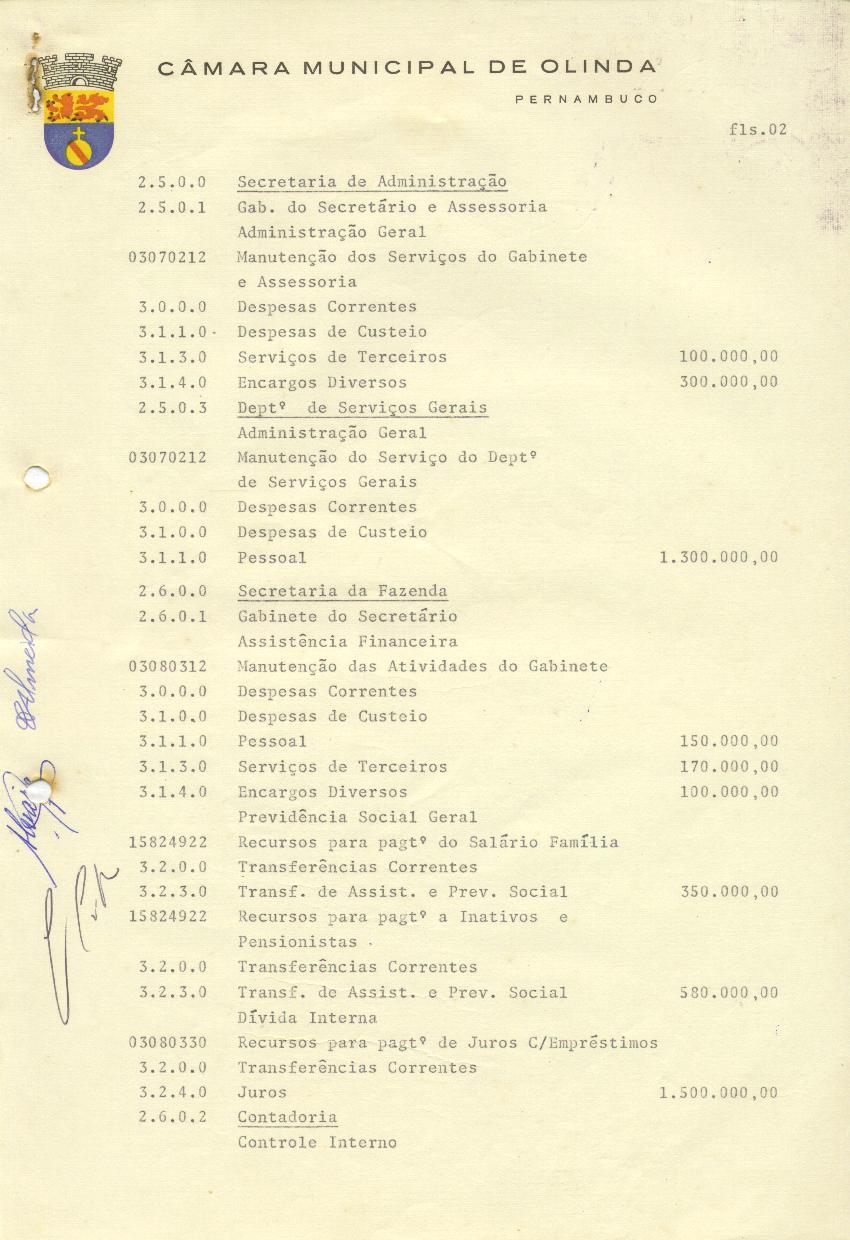 CÂMARA MUNICIPAL DE OLINDA
PERNAMBUCO
fls.02
2.5.0.0 Secretaria de Administração
2.5.0.1 Gab. do Secretário e Assessoria
Administração Geral
03070212 Manutenção dos Serviços do Gabinete
e Assessoria
3.0.0.0 Despesas Correntes
3.1.1.0 Despesas de Custeio
3.1.3.0 Serviços de Terceiros 100.000,00
3.1.4.0 Encargos Diversos 300.000,00
2.5.0.3 Deptº de Serviços Gerais
Administração Geral
03070212 Manutenção do Serviço do Deptº
de Serviços Gerais
3.0.0.0 Despesas Correntes
3.1.0.0 Despesas de Custeio
3.1.1.0 Pessoal 1.300.000,00
2.6.0.0 Secretaria da Fazenda
2.6.0.1 Gabinete do Secretário
Assistência Financeira
03080312 Manutenção das Atividades do Gabinete
3.0.0.0 Despesas Correntes
3.1.0.0 Despesas de Custeio
3.1.1.0 Pessoal 150.000,00
3.1.3.0 Serviços de Terceiros 170.000,00
3.1.4.0 Encargos Diversos 100.000,00
Previdência Social Geral
15824922 Recursos para pagtº do Salário Família
3.2.0.0 Transferências Correntes
3.2.3.0 Transf. de Assist. e Prev. Social 350.000,00
15824922 Recursos para pagtº a Inativos e
Pensionistas
3.2.0.0 Transferências Correntes
3.2.3.0 Transf. de Assist. e Prev. Social 580.000,00
Dívida Interna
03080330 Recursos para pagtº de Juros C/Empréstimos
3.2.0.0 Transferências Correntes
3.2.4.0 Juros 1.500.000,00
2.6.0.2 Contadoria
Controle Interno